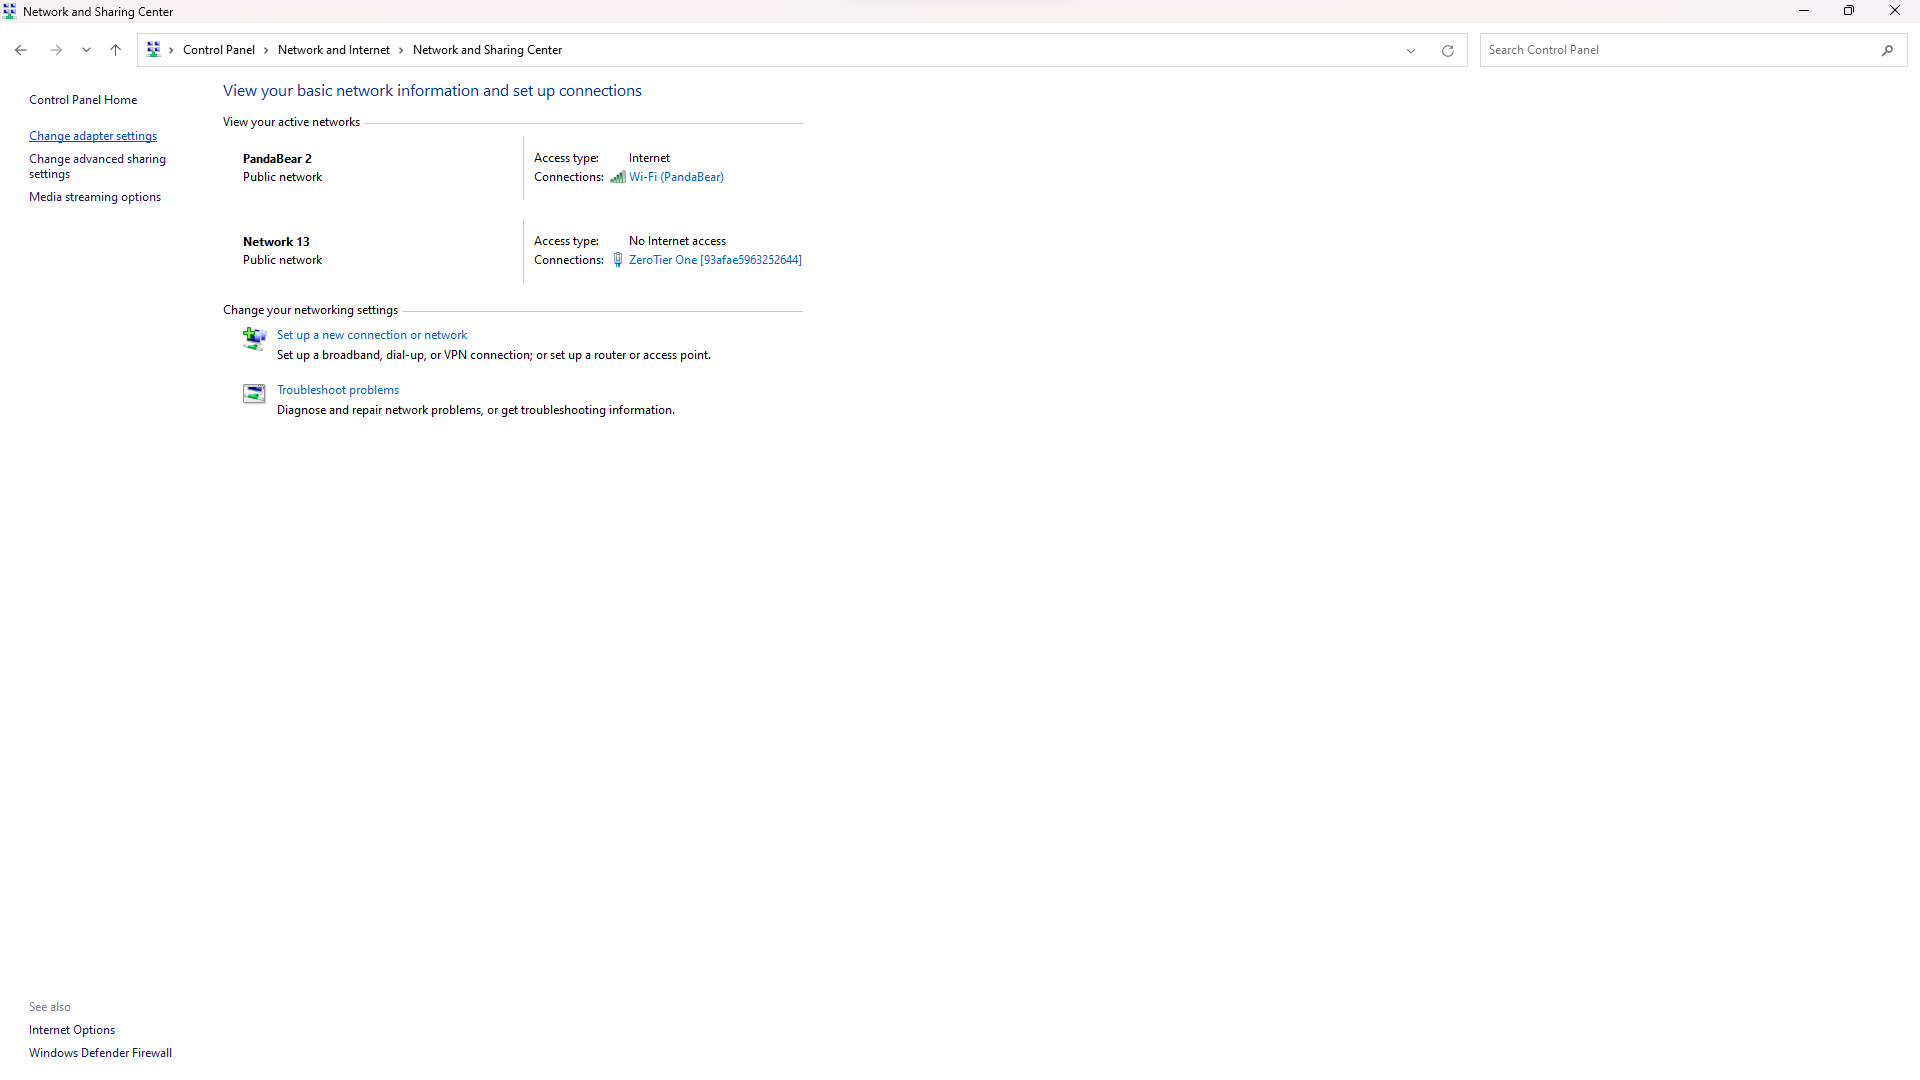 Network and Sharing Center
Control Panel
Network and Internet
Network and Sharing Center
Search Control Panel
Control Panel Home
Change adapter settings
Change advanced sharing
settings
Media streaming options
View your basic network information and set up connections
View your active networks
PandaBear 2
Public network
Access type: Internet
Connections: Wi-Fi (PandaBear)
Network 13
Public network
Access type: No Internet access
Connections: ZeroTier One [93afae5963252644]
Change your networking settings
Set up a new connection or network
Set up a broadband, dial-up, or VPN connection; or set up a router or access point.
Troubleshoot problems
Diagnose and repair network problems, or get troubleshooting information.
See also
Internet Options
Windows Defender Firewall